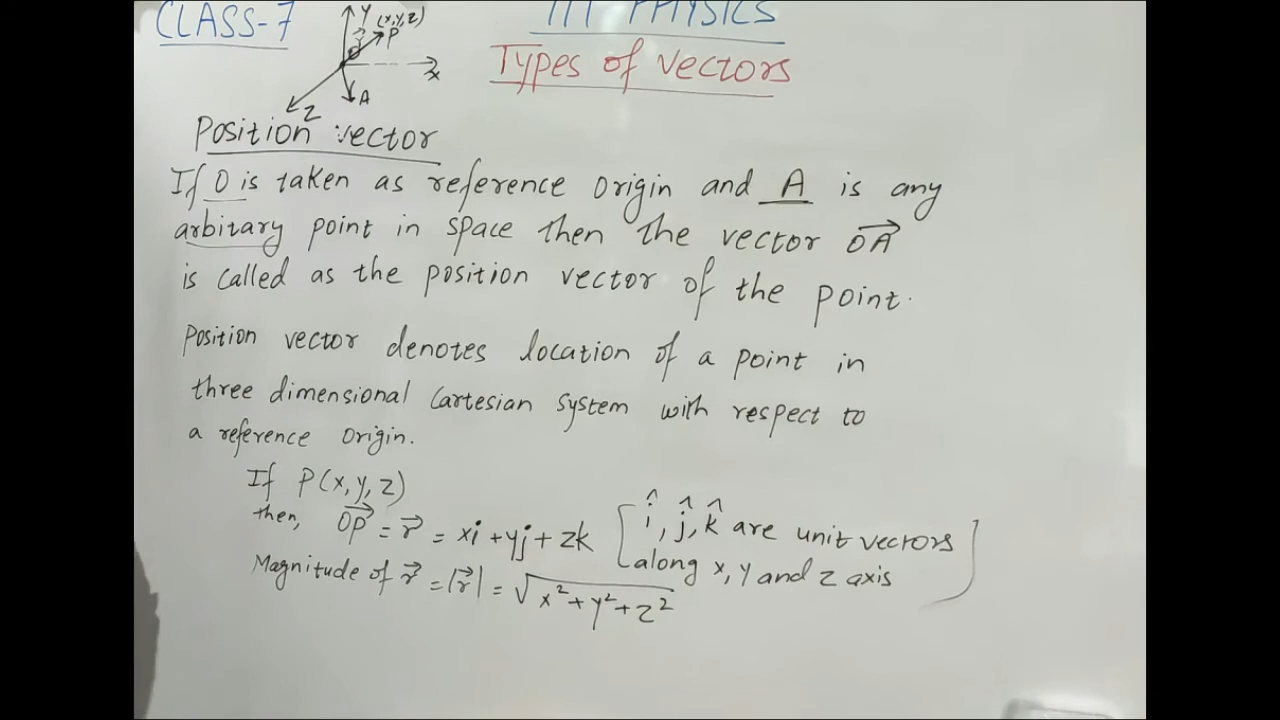 CLASS-7
IIT PHYSICS
Types of vectors
Y
(x,y,z)
P
r⃗
O
x
A
Z
Position vector
If O is taken as reference origin and A is any
arbitary point in space then the vector O͞A⃗
is called as the position vector of the point.
Position vector denotes location of a point in
three dimensional Cartesian system with respect to
a reference origin.
If P(x,y,z)
then, OP⃗ = r⃗ = xi + yj + zk [î, ĵ, k̂ are unit vectors
along x, y and z axis]
Magnitude of r⃗ = |r⃗| = √x²+y²+z²